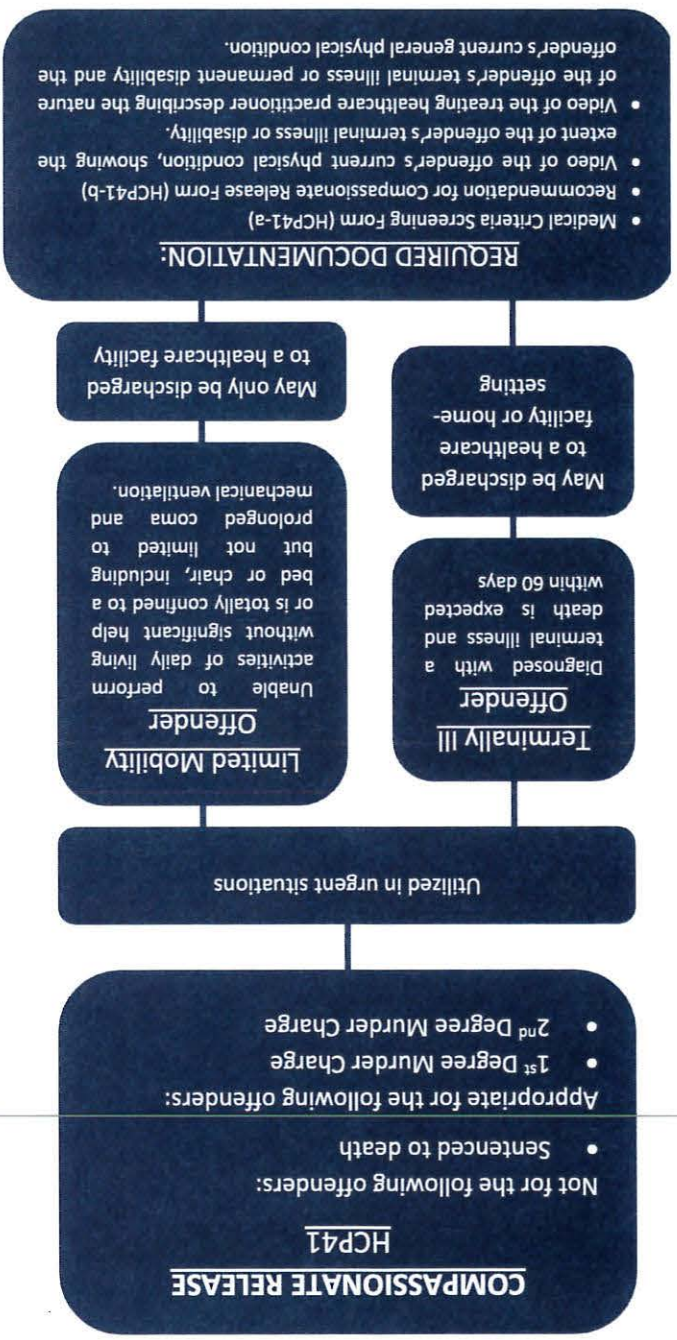 COMPASSIONATE RELEASE
HCP41
Not for the following offenders:
• Sentenced to death
Appropriate for the following offenders:
• 1st Degree Murder Charge
• 2nd Degree Murder Charge
Utilized in urgent situations
Terminally Ill
Offender
Diagnosed with a
terminal illness and
death is expected
within 60 days
Limited Mobility
Offender
Unable to perform
activities of daily living
without significant help
or is totally confined to a
bed or chair, including
but not limited to
prolonged coma and
mechanical ventilation.
May be discharged
to a healthcare
facility or home-
setting
May only be discharged
to a healthcare facility
REQUIRED DOCUMENTATION:
• Medical Criteria Screening Form (HCP41-a)
• Recommendation for Compassionate Release Form (HCP41-b)
• Video of the offender's current physical condition, showing the
extent of the offender's terminal illness or disability.
• Video of the treating healthcare practitioner describing the nature
of the offender's terminal illness or permanent disability and the
offender's current general physical condition.